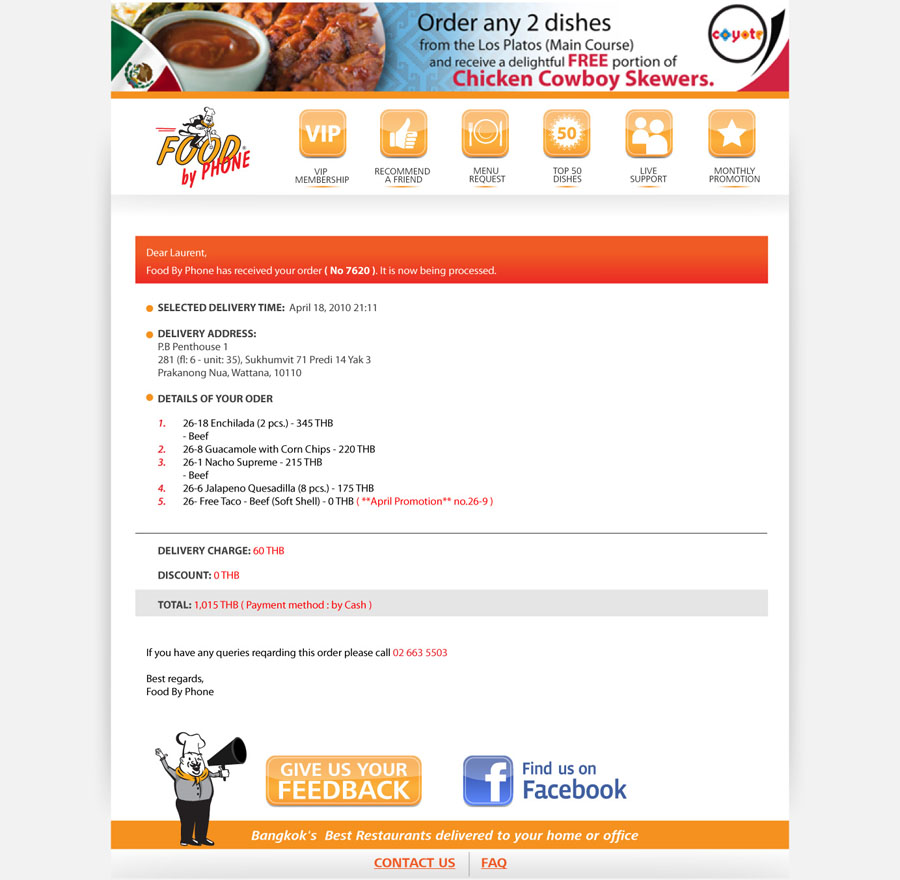 Order any 2 dishes
from the Los Platos (Main Course)
and receive a delightful FREE portion of
Chicken Cowboy Skewers.
coyote
FOOD®
by PHONE
VIP
VIP
MEMBERSHIP
RECOMMEND
A FRIEND
MENU
REQUEST
50
TOP 50
DISHES
LIVE
SUPPORT
MONTHLY
PROMOTION
Dear Laurent,
Food By Phone has received your order ( No 7620 ). It is now being processed.
SELECTED DELIVERY TIME: April 18, 2010 21:11
DELIVERY ADDRESS:
P.B Penthouse 1
281 (fl: 6 - unit: 35), Sukhumvit 71 Predi 14 Yak 3
Prakanong Nua, Wattana, 10110
DETAILS OF YOUR ODER
1. 26-18 Enchilada (2 pcs.) - 345 THB
- Beef
2. 26-8 Guacamole with Corn Chips - 220 THB
3. 26-1 Nacho Supreme - 215 THB
- Beef
4. 26-6 Jalapeno Quesadilla (8 pcs.) - 175 THB
5. 26- Free Taco - Beef (Soft Shell) - 0 THB ( **April Promotion** no.26-9 )
DELIVERY CHARGE: 60 THB
DISCOUNT: 0 THB
TOTAL: 1,015 THB ( Payment method : by Cash )
If you have any queries reqarding this order please call 02 663 5503
Best regards,
Food By Phone
GIVE US YOUR
FEEDBACK
f
Find us on
Facebook
Bangkok's Best Restaurants delivered to your home or office
CONTACT US
FAQ